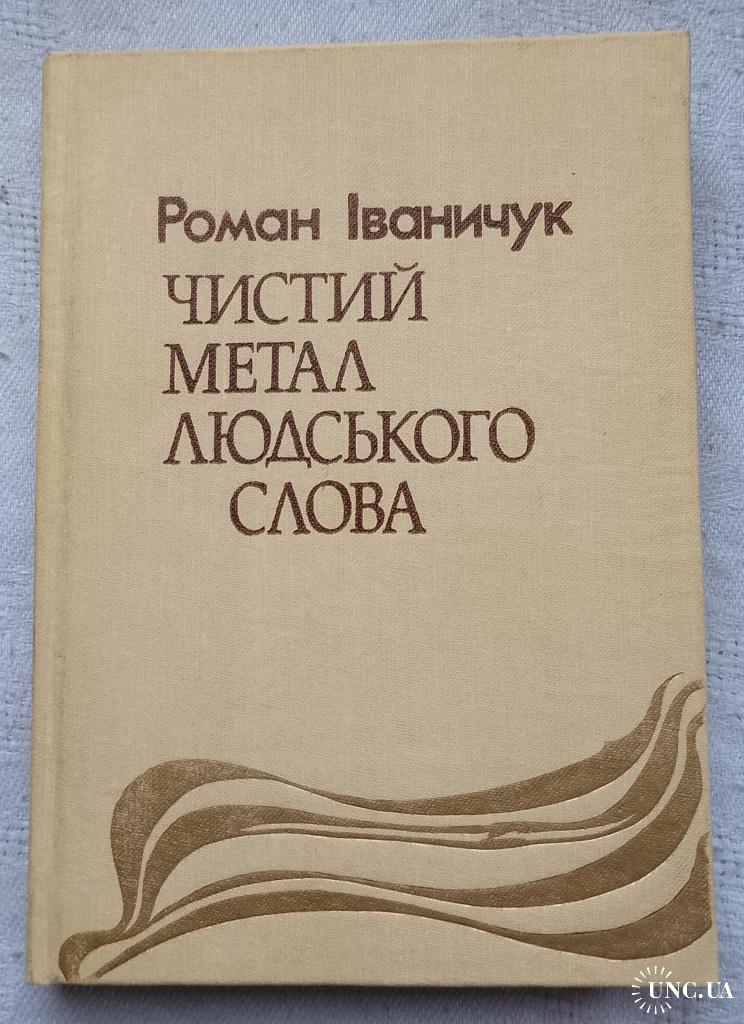 Роман Іваничук
ЧИСТИЙ
МЕТАЛ
ЛЮДСЬКОГО
СЛОВА
UNC.UA